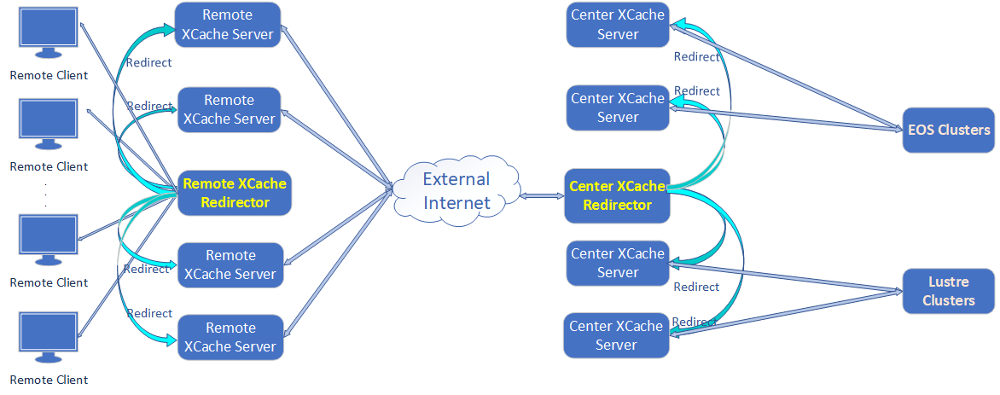 Remote Client
Remote Client
.
.
.
Remote Client
Remote Client
Remote
XCache Server
Redirect
Remote
XCache Server
Redirect
Remote XCache
Redirector
Remote
XCache Server
Redirect
Remote
XCache Server
Redirect
External
Internet
Center XCache
Server
Redirect
Center XCache
Server
Redirect
Center XCache
Redirector
Center XCache
Server
Redirect
Center XCache
Server
Redirect
EOS Clusters
Lustre
Clusters